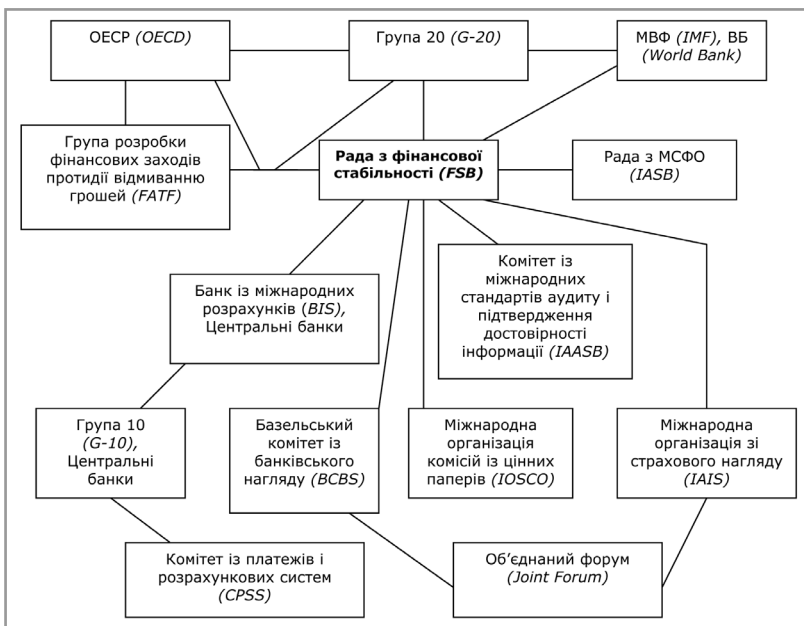 ОЕСР (OECD)
Група 20 (G-20)
МВФ (IMF), ВБ
(World Bank)
Група розробки
фінансових заходів
протидії відмиванню
грошей (FATF)
Рада з фінансової
стабільності (FSB)
Рада з МСФО
(IASB)
Банк із міжнародних
розрахунків (BIS),
Центральні банки
Комітет із
міжнародних
стандартів аудиту і
підтвердження
достовірності
інформації (IAASB)
Група 10
(G-10),
Центральні
банки
Базельський
комітет із
банківського
нагляду (BCBS)
Міжнародна
організація
комісій із цінних
паперів (IOSCO)
Міжнародна
організація зі
страхового нагляду
(IAIS)
Комітет із платежів і
розрахункових систем
(CPSS)
Об’єднаний форум
(Joint Forum)